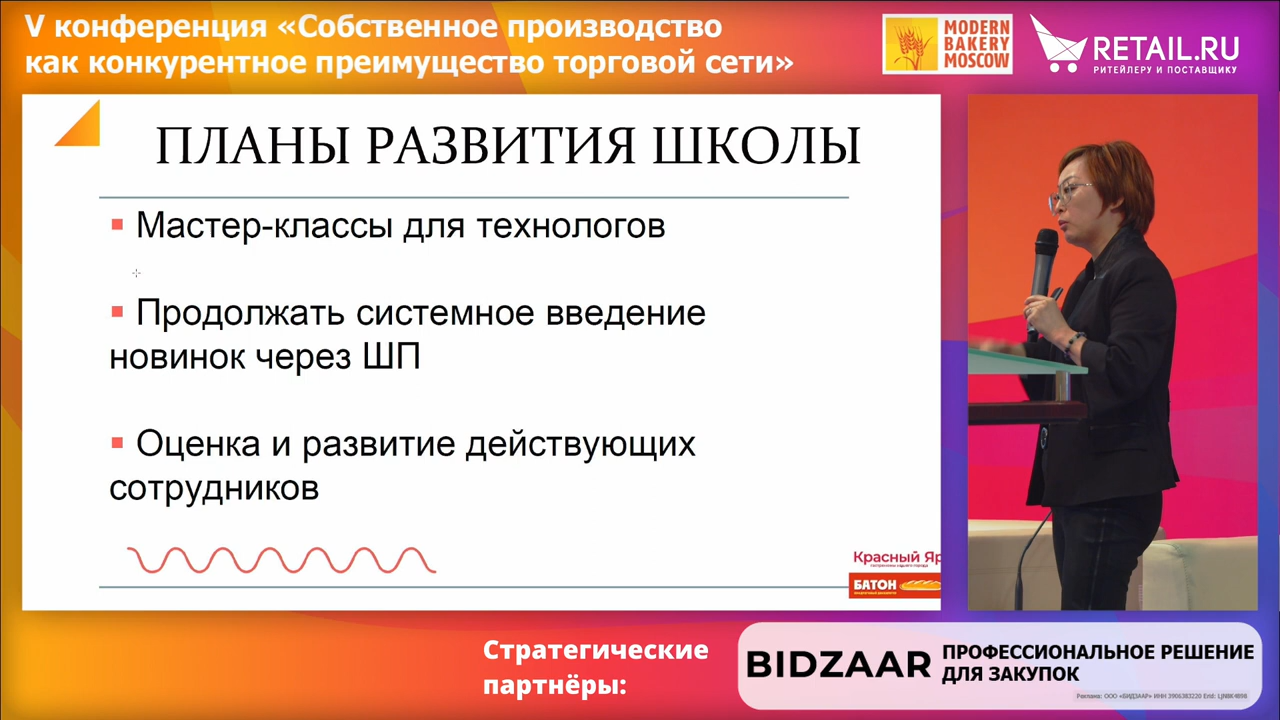 V конференция «Собственное производство
как конкурентное преимущество торговой сети»
MODERN
BAKERY
MOSCOW
RETAIL.RU
РИТЕЙЛЕРУ И ПОСТАВЩИКУ
ПЛАНЫ РАЗВИТИЯ ШКОЛЫ
Мастер-классы для технологов
Продолжать системное введение
новинок через ШП
Оценка и развитие действующих
сотрудников
Красный Яр
БАТОН
Стратегические
партнёры:
BIDZAAR
ПРОФЕССИОНАЛЬНОЕ РЕШЕНИЕ
ДЛЯ ЗАКУПОК